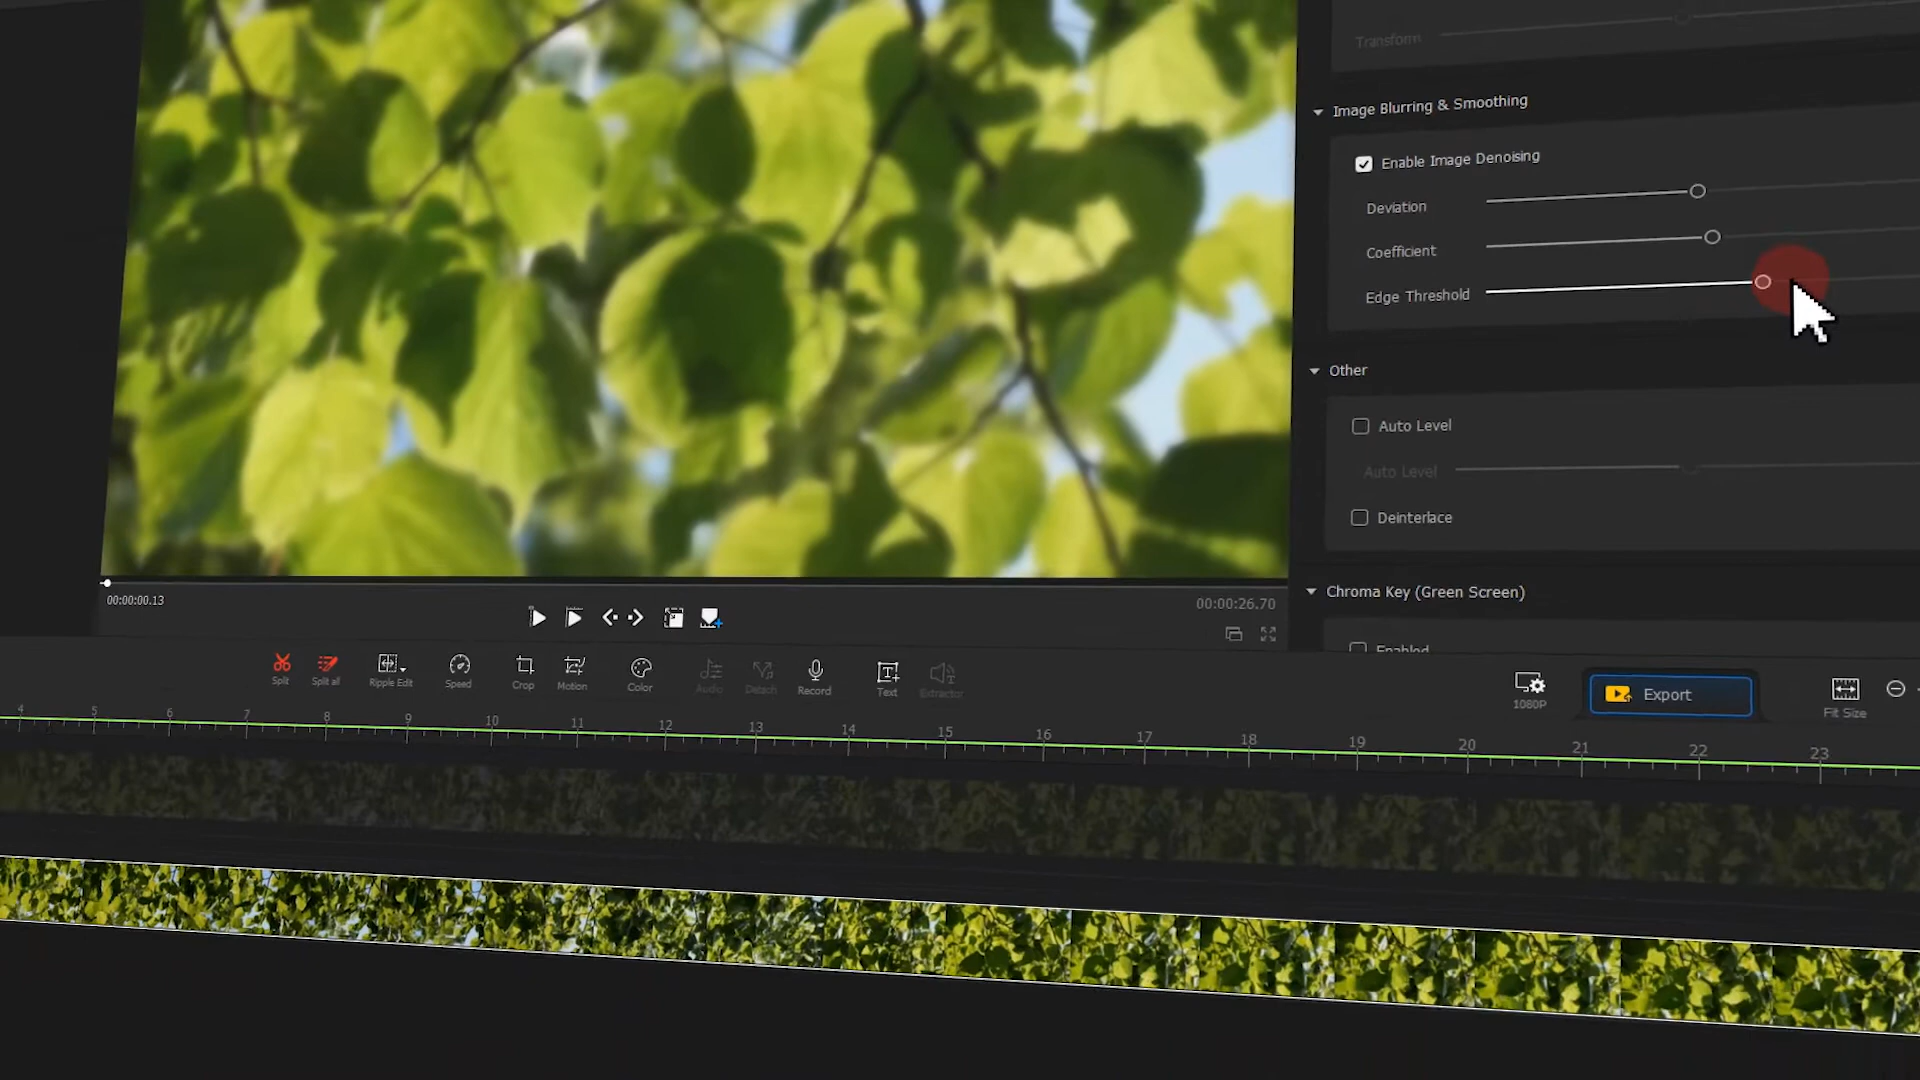 Transform
Image Blurring & Smoothing
Enable Image Denoising
Deviation
Coefficient
Edge Threshold
Other
Auto Level
Auto Level
Deinterlace
Chroma Key (Green Screen)
Enabled
00:00:00.13
00:00:26.70
Split
Split all
Ripple Edit
Speed
Crop
Motion
Color
Audio
Detach
Record
Text
Extractor
1080P
Export
Fit Size
4 5 6 7 8 9 10 11 12 13 14 15 16 17 18 19 20 21 22 23